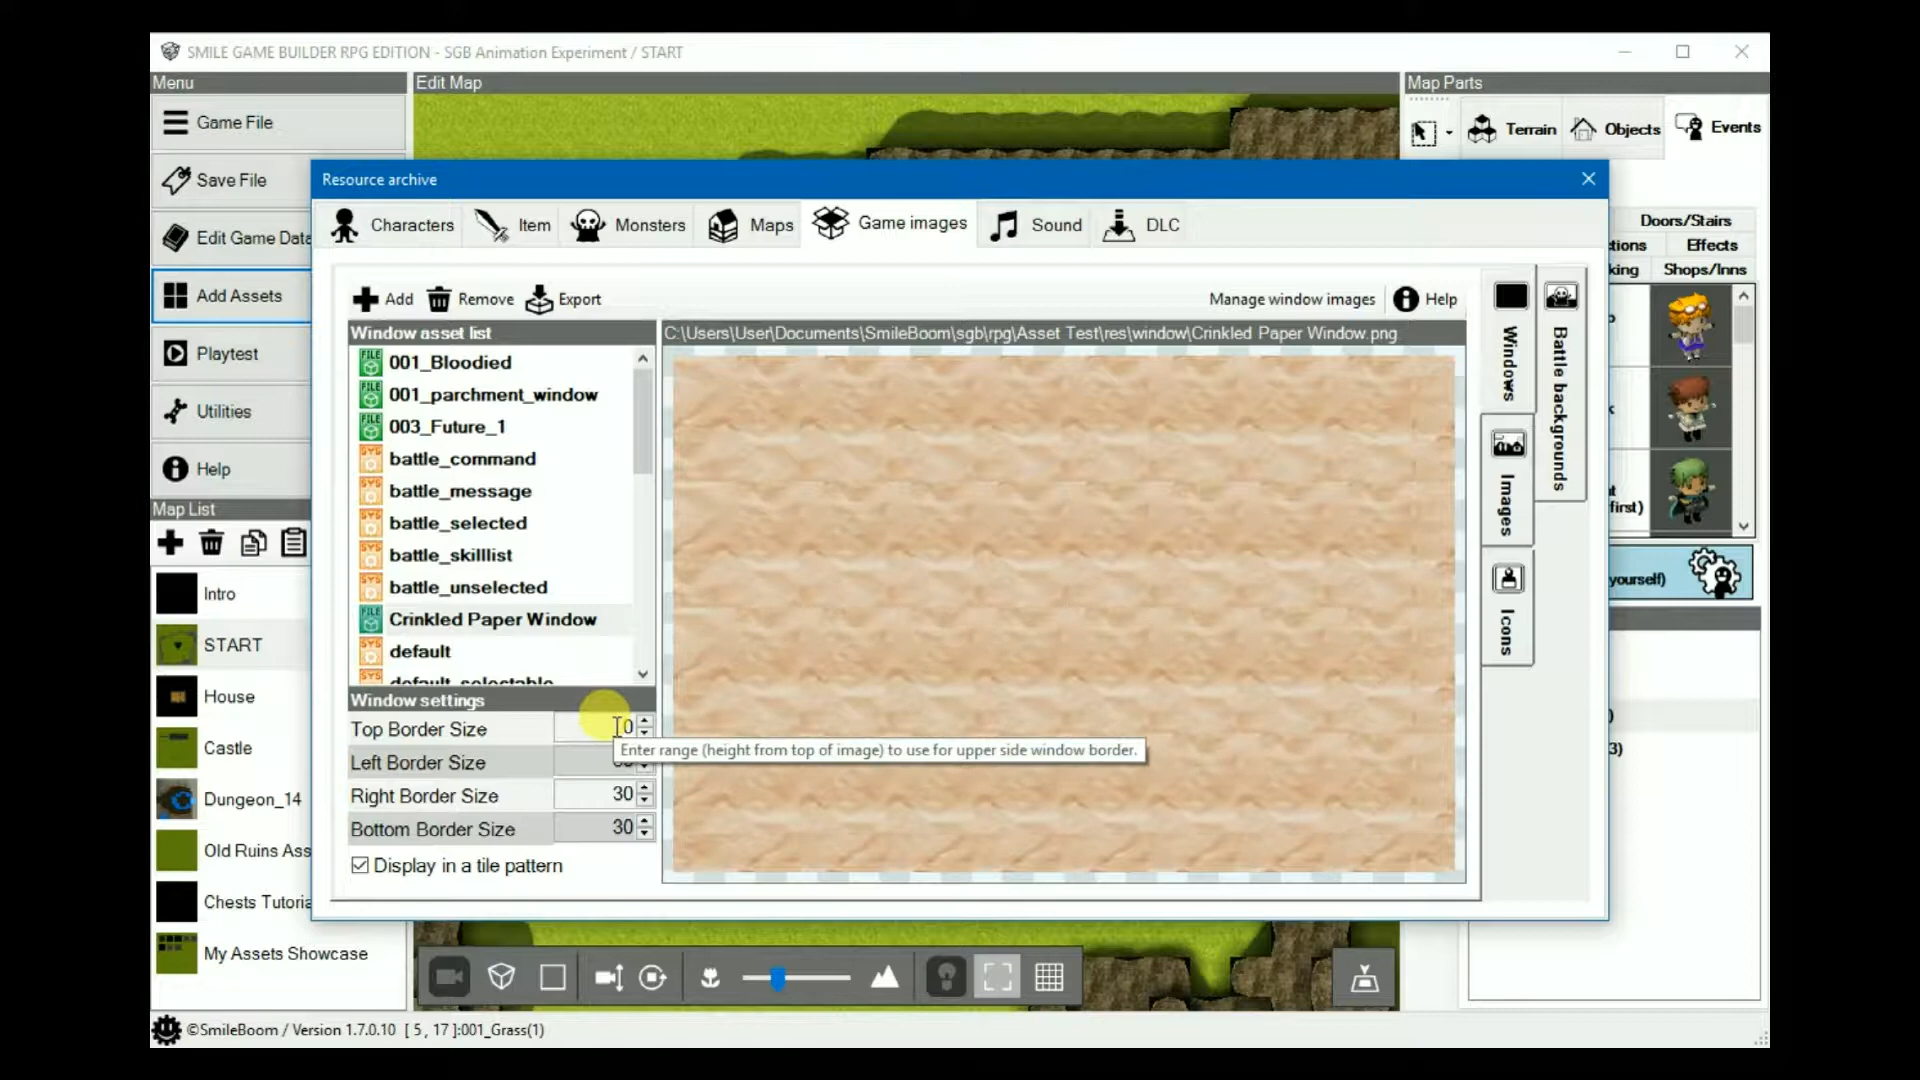 SMILE GAME BUILDER RPG EDITION - SGB Animation Experiment / START
Menu
Edit Map
Map Parts
Game File
Save File
Edit Game Data
Add Assets
Playtest
Utilities
Help
Map List
Intro
START
House
Castle
Dungeon_14
Old Ruins Ass
Chests Tutoria
My Assets Showcase
Terrain
Objects
Events
Doors/Stairs
Effects
Shops/Inns
first)
yourself)
Resource archive
Characters
Item
Monsters
Maps
Game images
Sound
DLC
Add
Remove
Export
Manage window images
Help
Window asset list
C:\Users\User\Documents\SmileBoom\sgb\rpg\Asset Test\res\window\Crinkled Paper Window.png
001_Bloodied
001_parchment_window
003_Future_1
battle_command
battle_message
battle_selected
battle_skilllist
battle_unselected
Crinkled Paper Window
default
default_selectable
Window settings
Top Border Size
Enter range (height from top of image) to use for upper side window border.
Left Border Size
Right Border Size 30
Bottom Border Size 30
Display in a tile pattern
Windows
Images
Icons
Battle backgrounds
©SmileBoom / Version 1.7.0.10 [ 5 , 17 ]:001_Grass(1)